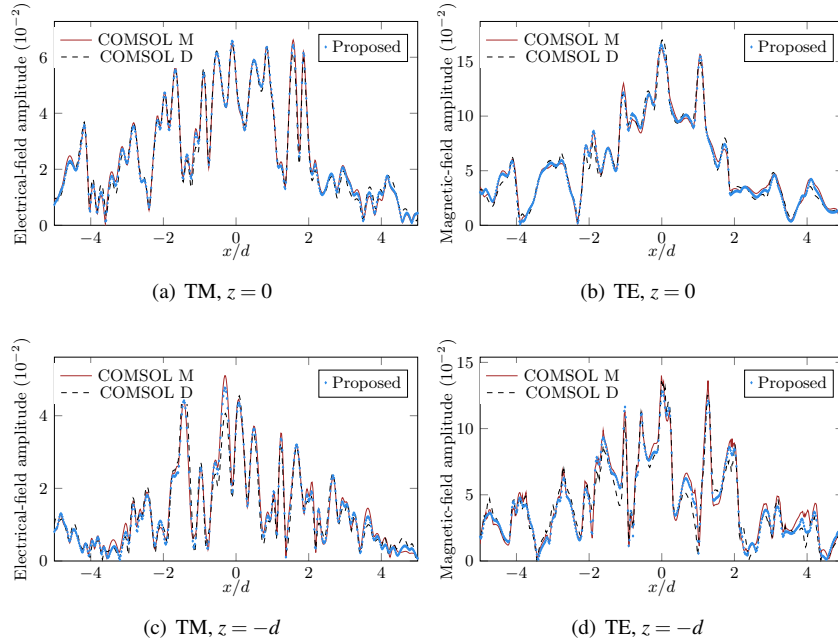 Electrical-field amplitude (10⁻²)
COMSOL M
COMSOL D
Proposed
6
4
2
0
−4 −2 0 2 4
x/d
(a) TM, z = 0
Magnetic-field amplitude (10⁻²)
COMSOL M
COMSOL D
Proposed
15
10
5
0
−4 −2 0 2 4
x/d
(b) TE, z = 0
Electrical-field amplitude (10⁻²)
COMSOL M
COMSOL D
Proposed
4
2
0
−4 −2 0 2 4
x/d
(c) TM, z = −d
Magnetic-field amplitude (10⁻²)
COMSOL M
COMSOL D
Proposed
15
10
5
0
−4 −2 0 2 4
x/d
(d) TE, z = −d